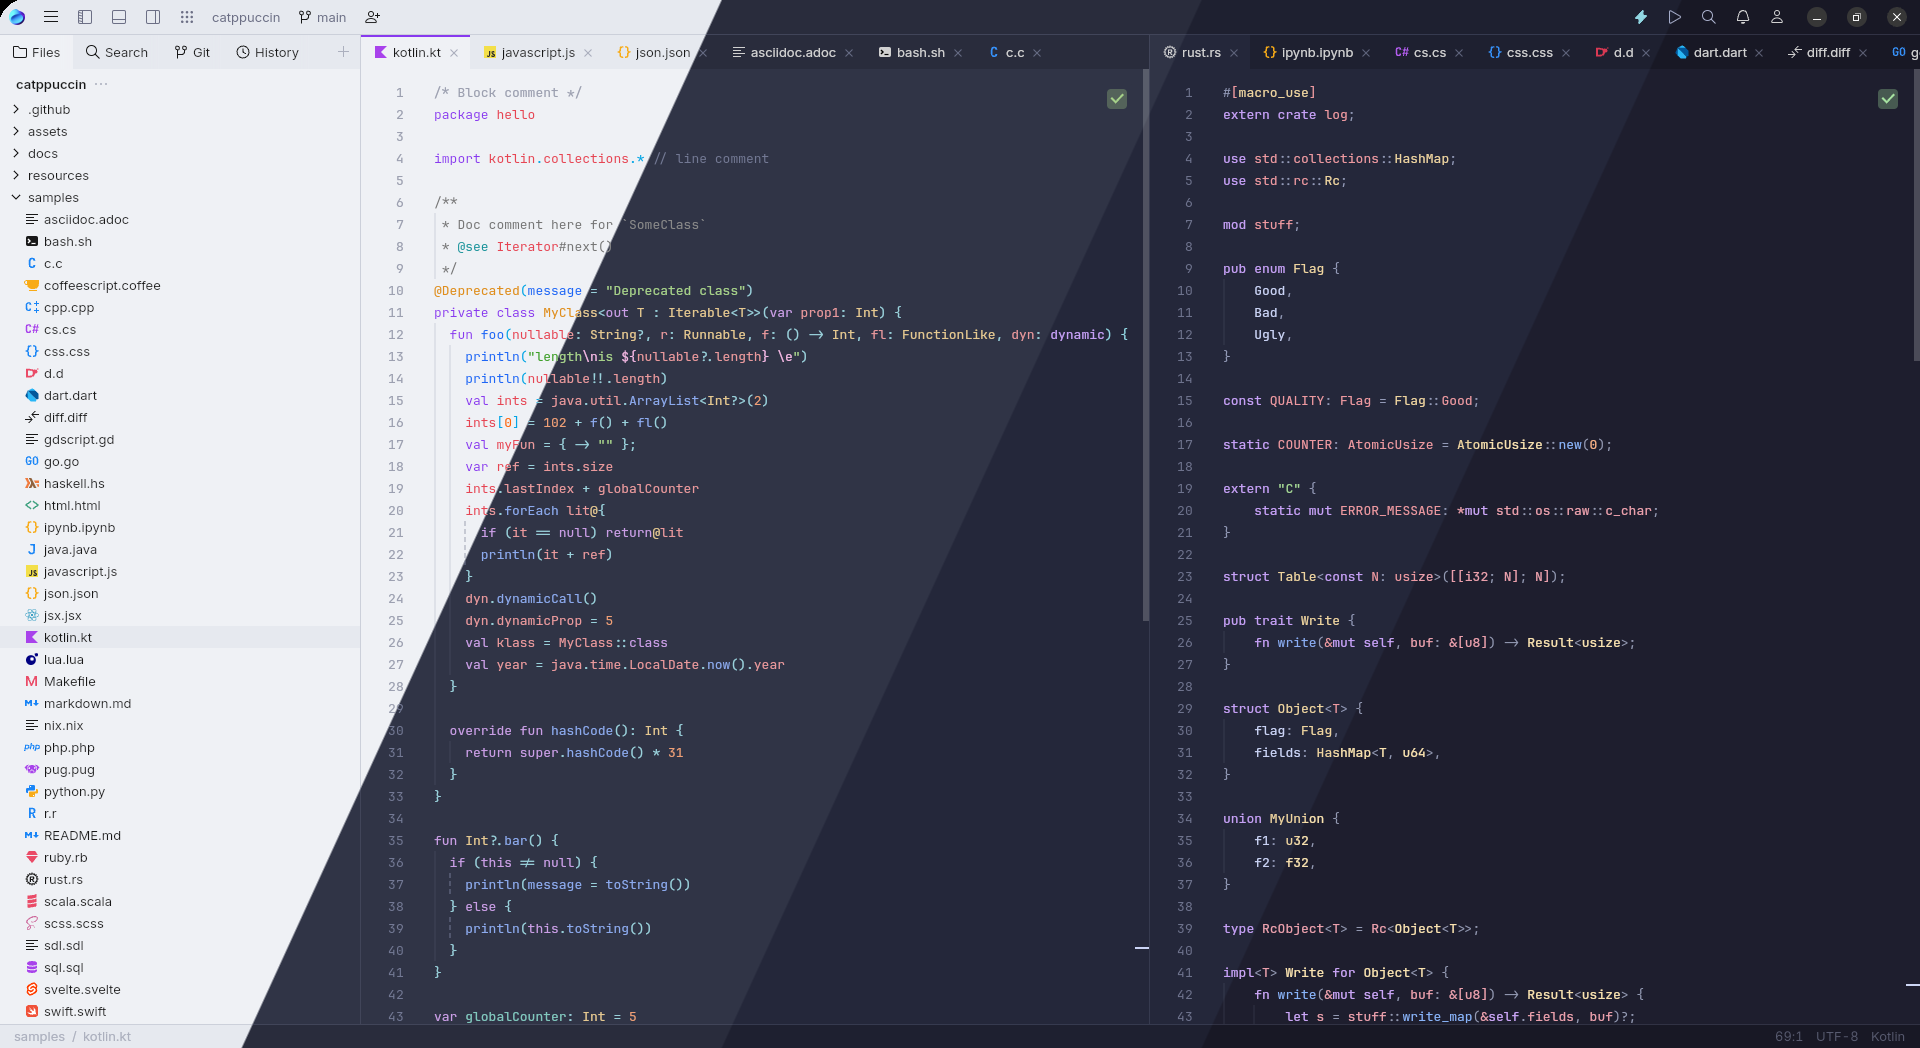 catppuccin main
Files Search Git History
catppuccin ...
.github
assets
docs
resources
samples
asciidoc.adoc
bash.sh
c.c
coffeescript.coffee
cpp.cpp
cs.cs
css.css
d.d
dart.dart
diff.diff
gdscript.gd
go.go
haskell.hs
html.html
ipynb.ipynb
java.java
javascript.js
json.json
jsx.jsx
kotlin.kt
lua.lua
Makefile
markdown.md
nix.nix
php.php
pug.pug
python.py
r.r
README.md
ruby.rb
rust.rs
scala.scala
scss.scss
sdl.sdl
sql.sql
svelte.svelte
swift.swift
kotlin.kt javascript.js json.json asciidoc.adoc bash.sh c.c
1 /* Block comment */
2 package hello
3
4 import kotlin.collections.* // line comment
5
6 /**
7  * Doc comment here for `SomeClass`
8  * @see Iterator#next()
9  */
10 @Deprecated(message = "Deprecated class")
11 private class MyClass<out T : Iterable<T>>(var prop1: Int) {
12   fun foo(nullable: String?, r: Runnable, f: () -> Int, fl: FunctionLike, dyn: dynamic) {
13     println("length\nis ${nullable?.length} \e")
14     println(nullable!!.length)
15     val ints = java.util.ArrayList<Int?>(2)
16     ints[0] = 102 + f() + fl()
17     val myFun = { -> "" };
18     var ref = ints.size
19     ints.lastIndex + globalCounter
20     ints.forEach lit@{
21       if (it == null) return@lit
22       println(it + ref)
23     }
24     dyn.dynamicCall()
25     dyn.dynamicProp = 5
26     val klass = MyClass::class
27     val year = java.time.LocalDate.now().year
28   }
29
30   override fun hashCode(): Int {
31     return super.hashCode() * 31
32   }
33 }
34
35 fun Int?.bar() {
36   if (this != null) {
37     println(message = toString())
38   } else {
39     println(this.toString())
40   }
41 }
42
43 var globalCounter: Int = 5
rust.rs ipynb.ipynb cs.cs css.css d.d dart.dart diff.diff
1 #[macro_use]
2 extern crate log;
3
4 use std::collections::HashMap;
5 use std::rc::Rc;
6
7 mod stuff;
8
9 pub enum Flag {
10     Good,
11     Bad,
12     Ugly,
13 }
14
15 const QUALITY: Flag = Flag::Good;
16
17 static COUNTER: AtomicUsize = AtomicUsize::new(0);
18
19 extern "C" {
20     static mut ERROR_MESSAGE: *mut std::os::raw::c_char;
21 }
22
23 struct Table<const N: usize>([[i32; N]; N]);
24
25 pub trait Write {
26     fn write(&mut self, buf: &[u8]) -> Result<usize>;
27 }
28
29 struct Object<T> {
30     flag: Flag,
31     fields: HashMap<T, u64>,
32 }
33
34 union MyUnion {
35     f1: u32,
36     f2: f32,
37 }
38
39 type RcObject<T> = Rc<Object<T>>;
40
41 impl<T> Write for Object<T> {
42     fn write(&mut self, buf: &[u8]) -> Result<usize> {
43         let s = stuff::write_map(&self.fields, buf)?;
samples / kotlin.kt
69:1 UTF-8 Kotlin